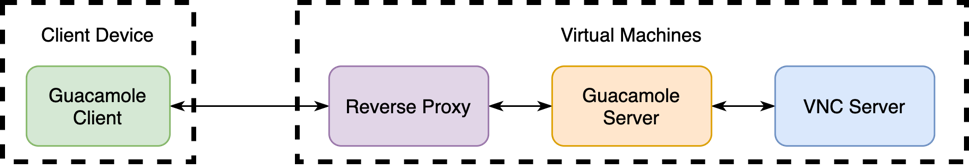 Client Device
Virtual Machines
Guacamole
Client
Reverse Proxy
Guacamole
Server
VNC Server